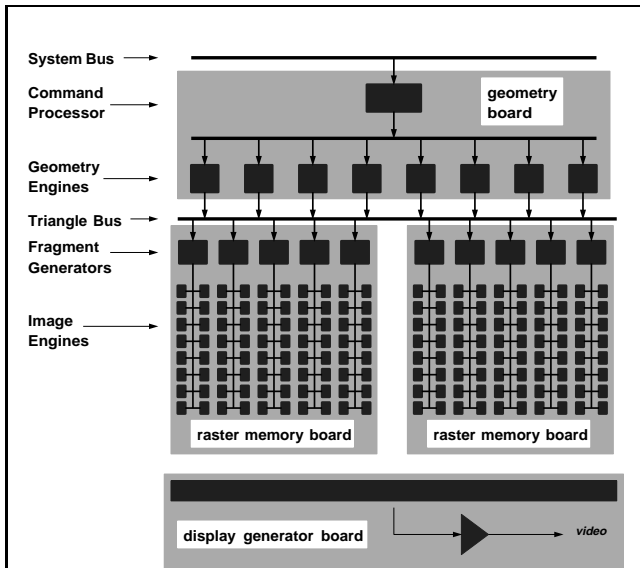 System Bus
Command
Processor
geometry
board
Geometry
Engines
Triangle Bus
Fragment
Generators
Image
Engines
raster memory board
raster memory board
display generator board
video